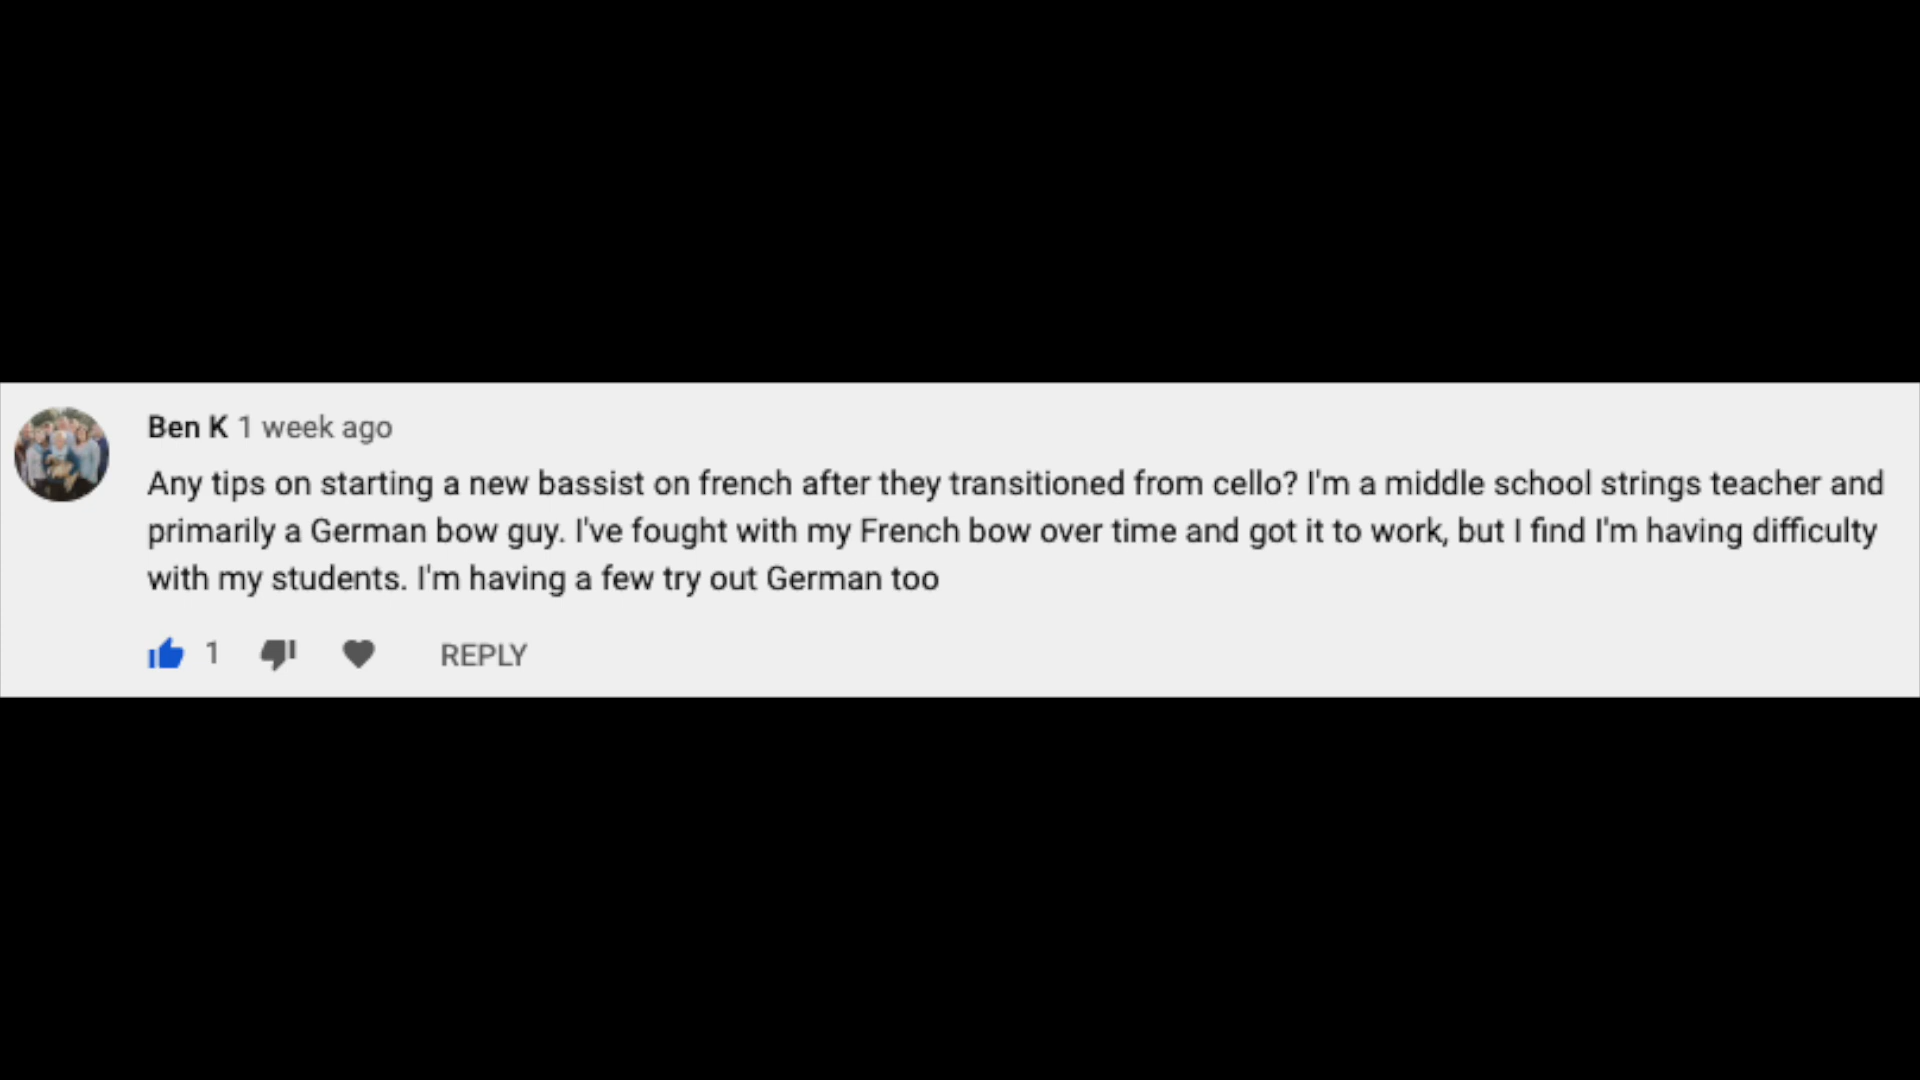 Ben K 1 week ago
Any tips on starting a new bassist on french after they transitioned from cello? I'm a middle school strings teacher and
primarily a German bow guy. I've fought with my French bow over time and got it to work, but I find I'm having difficulty
with my students. I'm having a few try out German too
1 REPLY